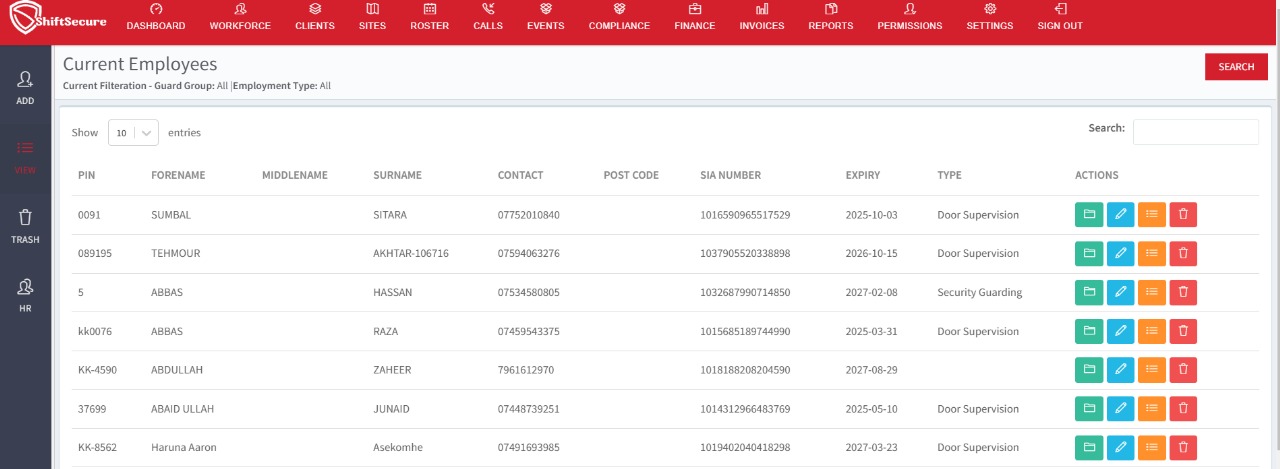 ShiftSecure DASHBOARD WORKFORCE CLIENTS SITES ROSTER CALLS EVENTS COMPLIANCE FINANCE INVOICES REPORTS PERMISSIONS SETTINGS SIGN OUT
ADD
VIEW
TRASH
HR
Current Employees
SEARCH
Current Filteration - Guard Group: All |Employment Type: All
Show 10 entries
Search:
PIN FORENAME MIDDLENAME SURNAME CONTACT POST CODE SIA NUMBER EXPIRY TYPE ACTIONS
0091 SUMBAL SITARA 07752010840 1016590965517529 2025-10-03 Door Supervision
089195 TEHMOUR AKHTAR-106716 07594063276 1037905520338898 2026-10-15 Door Supervision
5 ABBAS HASSAN 07534580805 1032687990714850 2027-02-08 Security Guarding
kk0076 ABBAS RAZA 07459543375 1015685189744990 2025-03-31 Door Supervision
KK-4590 ABDULLAH ZAHEER 7961612970 1018188208204590 2027-08-29
37699 ABAID ULLAH JUNAID 07448739251 1014312966483769 2025-05-10 Door Supervision
KK-8562 Haruna Aaron Asekomhe 07491693985 1019402040418298 2027-03-23 Door Supervision